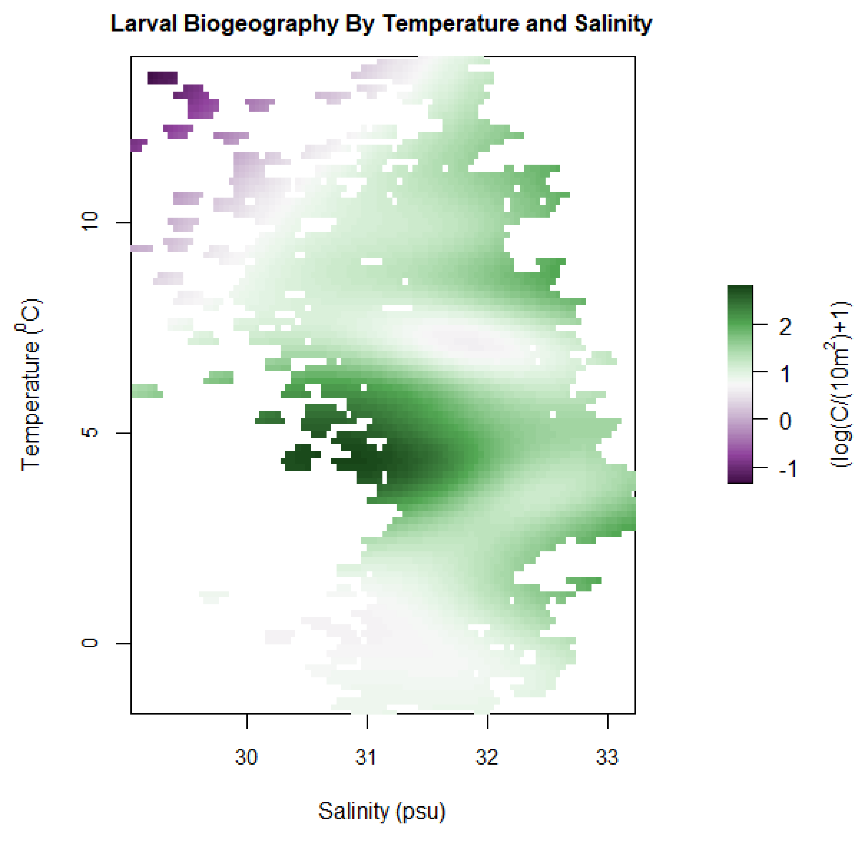 Larval Biogeography By Temperature and Salinity
Temperature (⁰C)
10
5
0
30 31 32 33
Salinity (psu)
2
1
0
-1
(log(C/(10m²)+1)